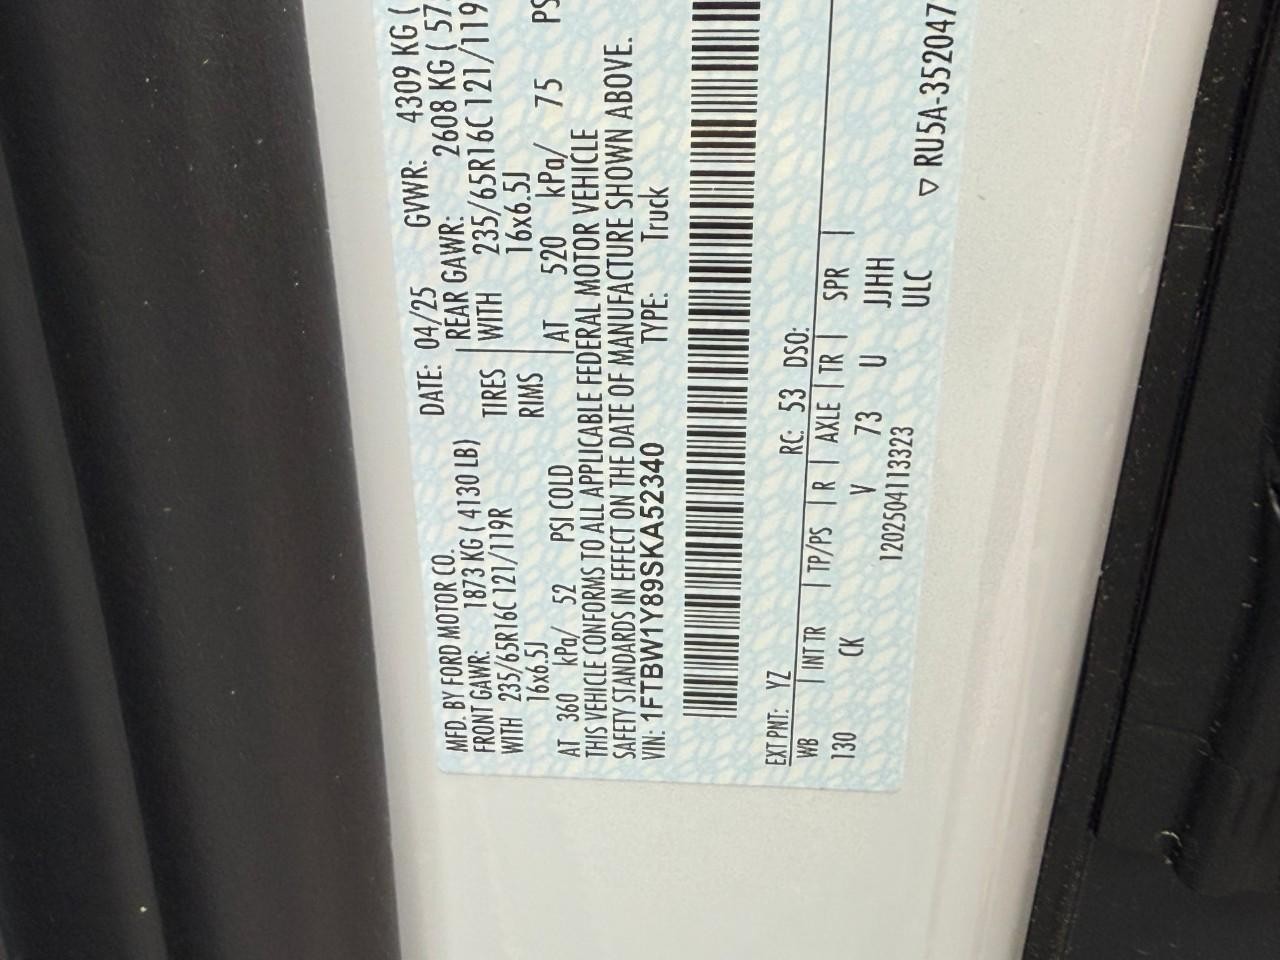 MFD. BY FORD MOTOR CO. DATE: 04/25 GVWR: 4309 KG (
FRONT GAWR: 1873 KG ( 4130 LB) REAR GAWR: 2608 KG ( 57
WITH 235/65R16C 121/119R TIRES WITH 235/65R16C 121/119
16x6.5J RIMS 16x6.5J
AT 360 kPa/ 52 PSI COLD AT 520 kPa/ 75 PS
THIS VEHICLE CONFORMS TO ALL APPLICABLE FEDERAL MOTOR VEHICLE
SAFETY STANDARDS IN EFFECT ON THE DATE OF MANUFACTURE SHOWN ABOVE.
VIN: 1FTBW1Y89SKA52340 TYPE: Truck
EXT PNT: YZ RC: 53 DSO:
WB | INT TR | TP/PS | R | AXLE | TR | SPR |
130 CK V 73 U JJHH
1202504113323 ULC
▽ RU5A-352047